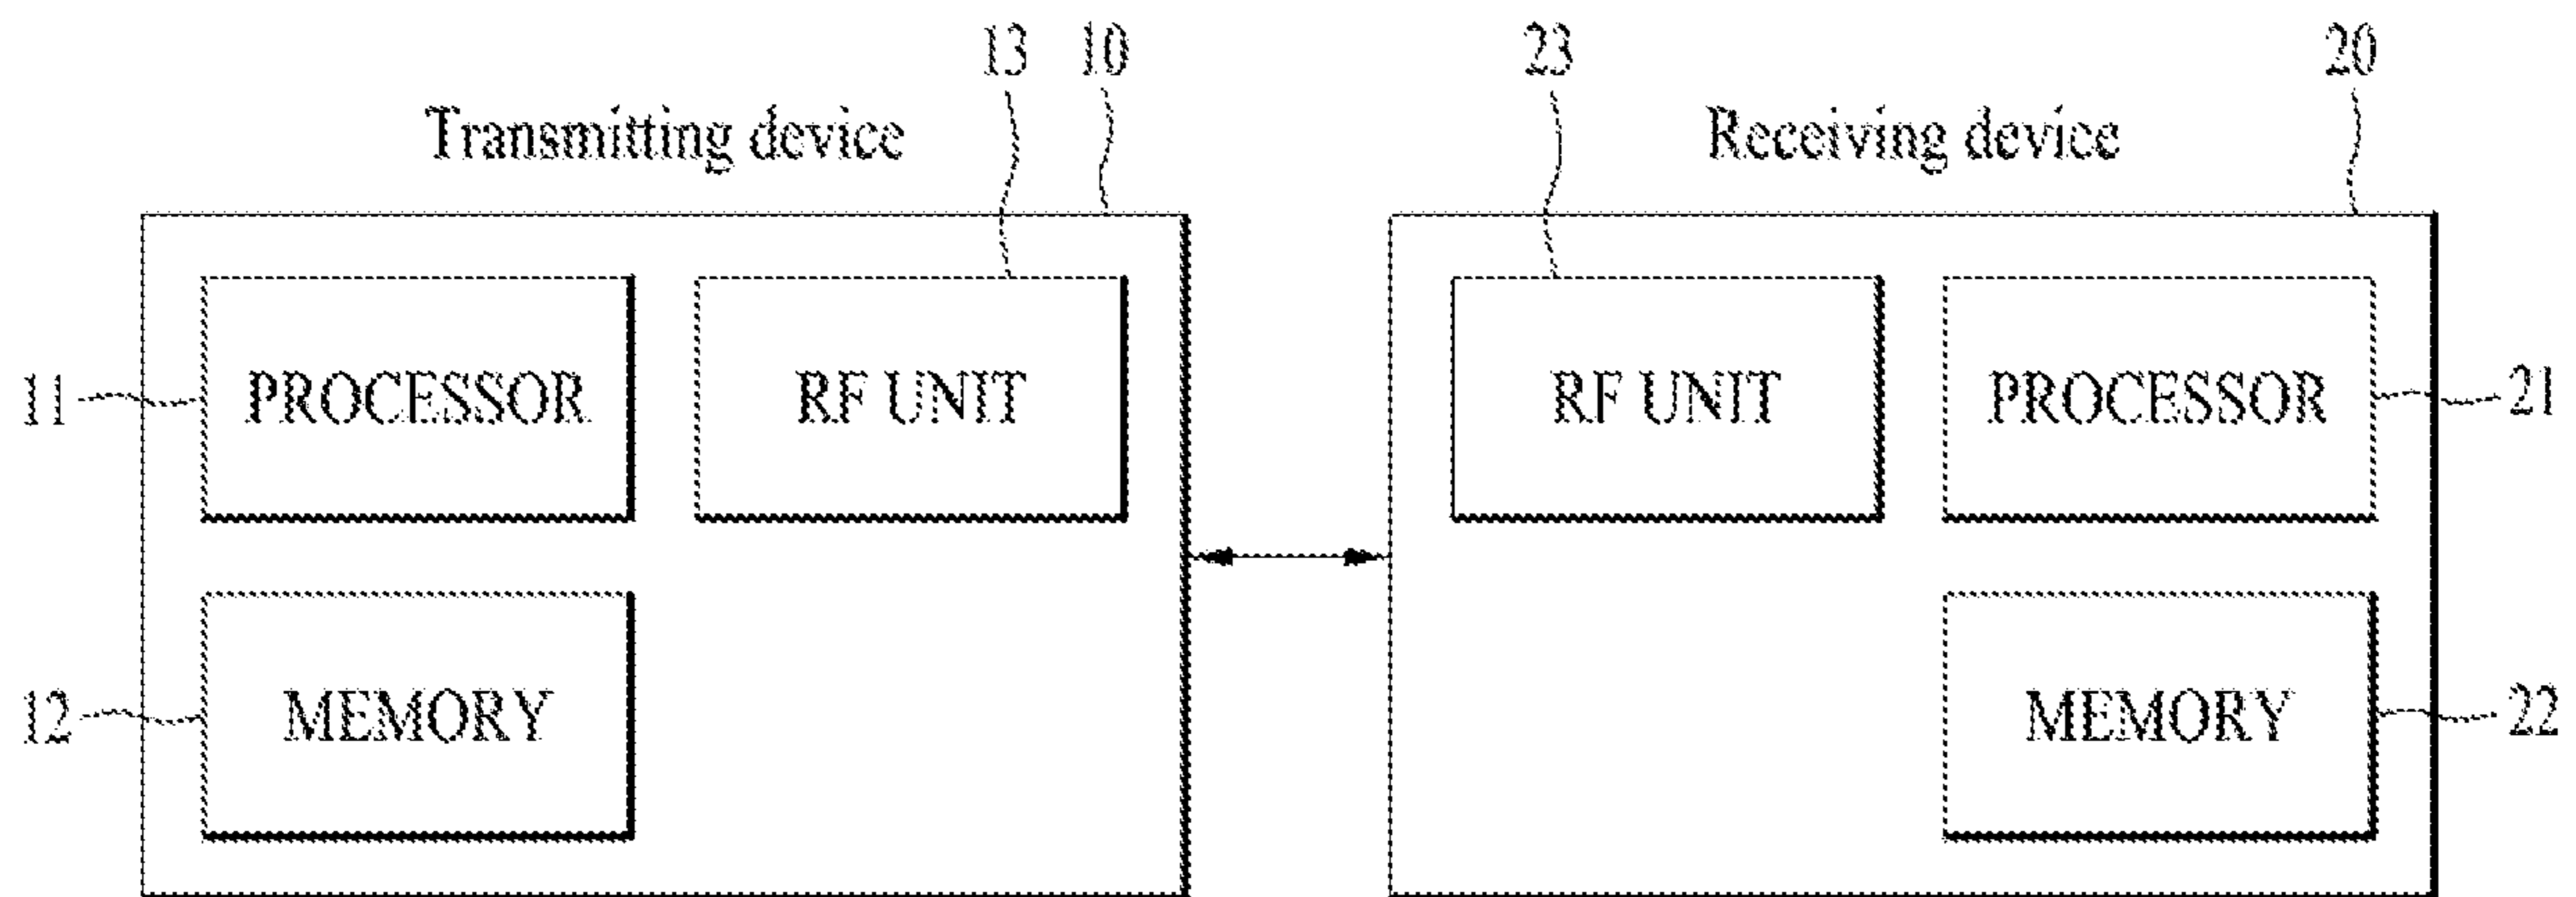 13 10 23 20
Transmitting device Receiving device
11 PROCESSOR RF UNIT RF UNIT PROCESSOR 21
12 MEMORY MEMORY 22